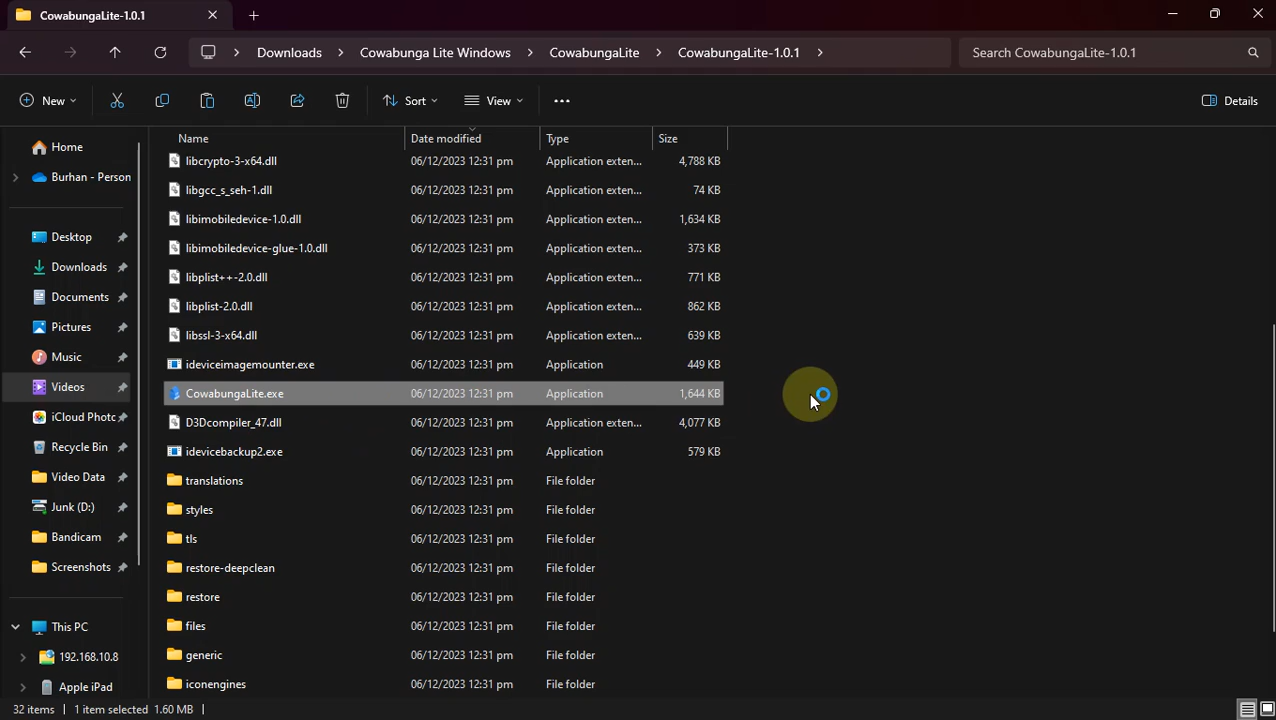 CowabungaLite-1.0.1
Downloads > Cowabunga Lite Windows > CowabungaLite > CowabungaLite-1.0.1 >
Search CowabungaLite-1.0.1
New
Sort
View
Details
Home
Burhan - Person
Desktop
Downloads
Documents
Pictures
Music
Videos
iCloud Photo
Recycle Bin
Video Data
Junk (D:)
Bandicam
Screenshots
This PC
192.168.10.8
Apple iPad
Name Date modified Type Size
libcrypto-3-x64.dll 06/12/2023 12:31 pm Application exten... 4,788 KB
libgcc_s_seh-1.dll 06/12/2023 12:31 pm Application exten... 74 KB
libimobiledevice-1.0.dll 06/12/2023 12:31 pm Application exten... 1,634 KB
libimobiledevice-glue-1.0.dll 06/12/2023 12:31 pm Application exten... 373 KB
libplist++-2.0.dll 06/12/2023 12:31 pm Application exten... 771 KB
libplist-2.0.dll 06/12/2023 12:31 pm Application exten... 862 KB
libssl-3-x64.dll 06/12/2023 12:31 pm Application exten... 639 KB
ideviceimagemounter.exe 06/12/2023 12:31 pm Application 449 KB
CowabungaLite.exe 06/12/2023 12:31 pm Application 1,644 KB
D3Dcompiler_47.dll 06/12/2023 12:31 pm Application exten... 4,077 KB
idevicebackup2.exe 06/12/2023 12:31 pm Application 579 KB
translations 06/12/2023 12:31 pm File folder
styles 06/12/2023 12:31 pm File folder
tls 06/12/2023 12:31 pm File folder
restore-deepclean 06/12/2023 12:31 pm File folder
restore 06/12/2023 12:31 pm File folder
files 06/12/2023 12:31 pm File folder
generic 06/12/2023 12:31 pm File folder
iconengines 06/12/2023 12:31 pm File folder
32 items | 1 item selected 1.60 MB |